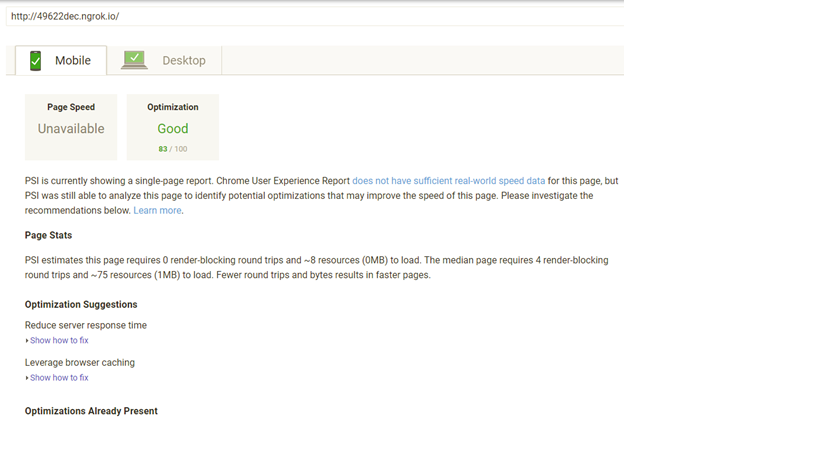 http://49622dec.ngrok.io/
Mobile
Desktop
Page Speed
Unavailable
Optimization
Good
83 / 100
PSI is currently showing a single-page report. Chrome User Experience Report does not have sufficient real-world speed data for this page, but
PSI was still able to analyze this page to identify potential optimizations that may improve the speed of this page. Please investigate the
recommendations below. Learn more.
Page Stats
PSI estimates this page requires 0 render-blocking round trips and ~8 resources (0MB) to load. The median page requires 4 render-blocking
round trips and ~75 resources (1MB) to load. Fewer round trips and bytes results in faster pages.
Optimization Suggestions
Reduce server response time
Show how to fix
Leverage browser caching
Show how to fix
Optimizations Already Present